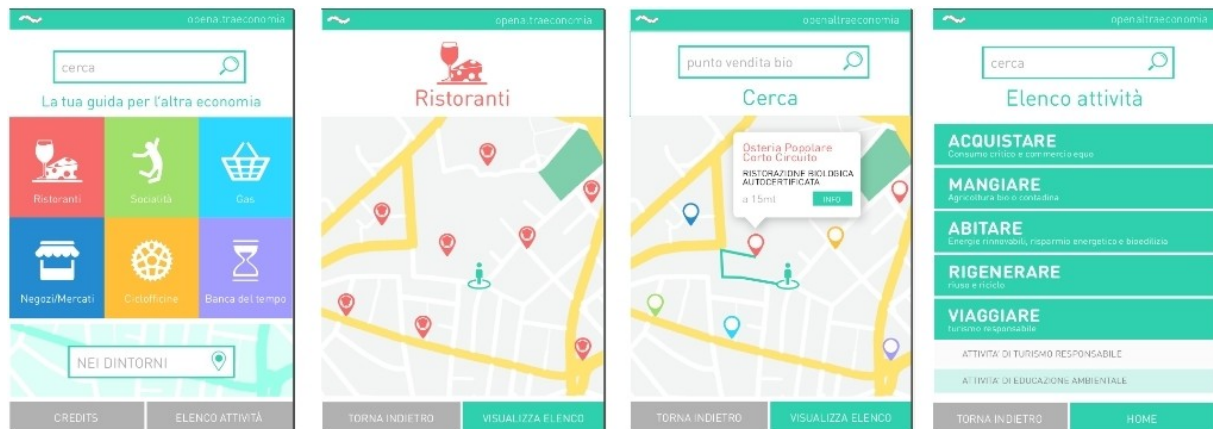 openaltraeconomia
cerca
La tua guida per l'altra economia
Ristoranti
Socialità
Gas
Negozi/Mercati
Ciclofficine
Banca del tempo
NEI DINTORNI
CREDITS
ELENCO ATTIVITÀ
openaltraeconomia
Ristoranti
TORNA INDIETRO
VISUALIZZA ELENCO
openaltraeconomia
punto vendita bio
Cerca
Osteria Popolare
Corto Circuito
RISTORAZIONE BIOLOGICA
AUTOCERTIFICATA
a 15ml
INFO
TORNA INDIETRO
VISUALIZZA ELENCO
openaltraeconomia
cerca
Elenco attività
ACQUISTARE
Consumo critico e commercio equo
MANGIARE
Agricoltura bio e contadina
ABITARE
Energie rinnovabili, risparmio energetico e bioedilizia
RIGENERARE
riuso e riciclo
VIAGGIARE
turismo responsabile
ATTIVITA' DI TURISMO RESPONSABILE
ATTIVITA' DI EDUCAZIONE AMBIENTALE
TORNA INDIETRO
HOME